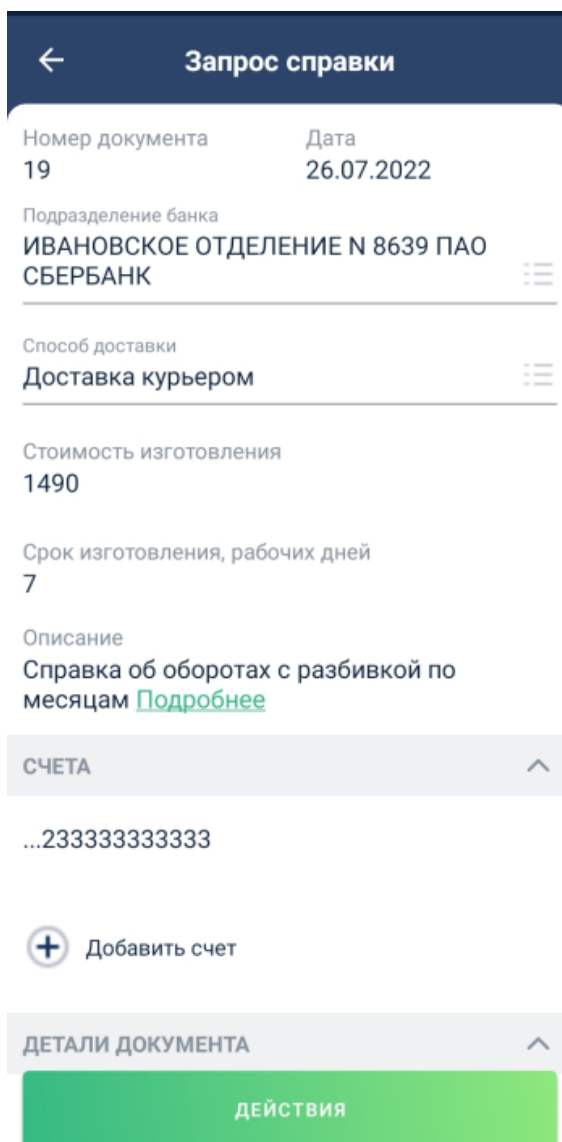 Запрос справки
Номер документа
Дата
19
26.07.2022
Подразделение банка
ИВАНОВСКОЕ ОТДЕЛЕНИЕ N 8639 ПАО
СБЕРБАНК
Способ доставки
Доставка курьером
Стоимость изготовления
1490
Срок изготовления, рабочих дней
7
Описание
Справка об оборотах с разбивкой по
месяцам Подробнее
СЧЕТА
...233333333333
Добавить счет
ДЕТАЛИ ДОКУМЕНТА
ДЕЙСТВИЯ